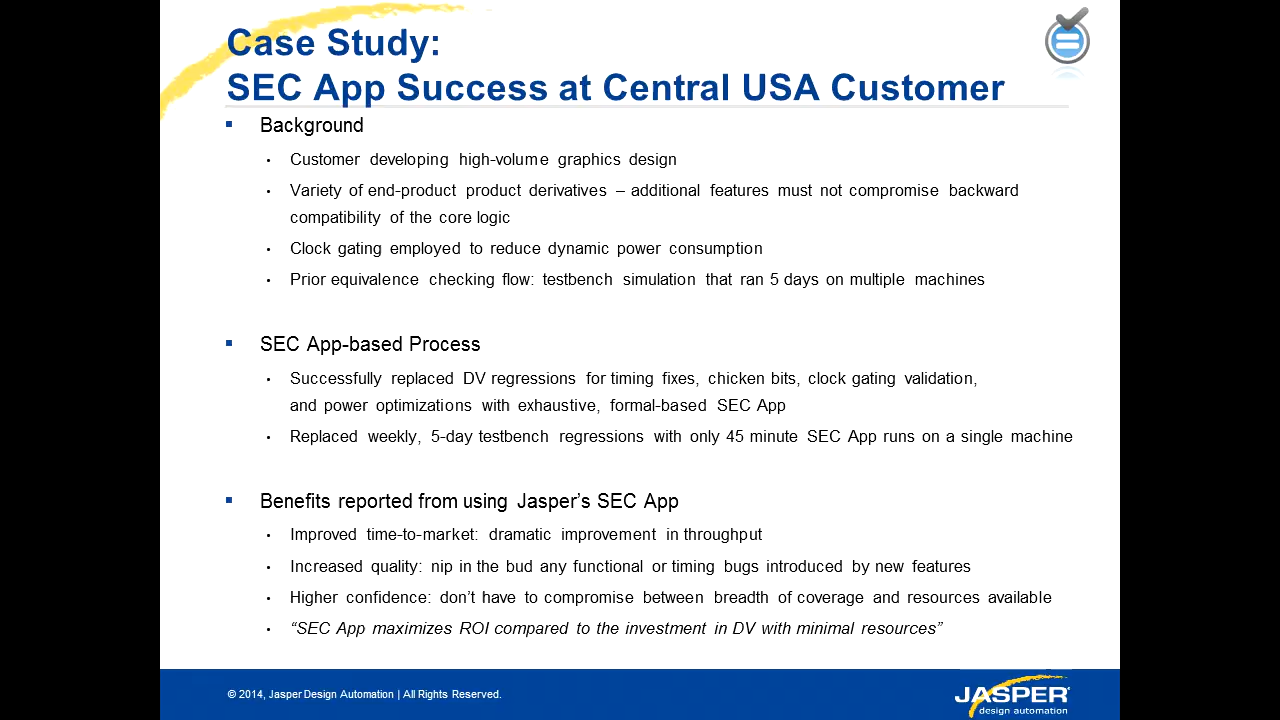 Case Study:
SEC App Success at Central USA Customer
▪ Background
• Customer developing high-volume graphics design
• Variety of end-product product derivatives – additional features must not compromise backward
compatibility of the core logic
• Clock gating employed to reduce dynamic power consumption
• Prior equivalence checking flow: testbench simulation that ran 5 days on multiple machines
▪ SEC App-based Process
• Successfully replaced DV regressions for timing fixes, chicken bits, clock gating validation,
and power optimizations with exhaustive, formal-based SEC App
• Replaced weekly, 5-day testbench regressions with only 45 minute SEC App runs on a single machine
▪ Benefits reported from using Jasper’s SEC App
• Improved time-to-market: dramatic improvement in throughput
• Increased quality: nip in the bud any functional or timing bugs introduced by new features
• Higher confidence: don’t have to compromise between breadth of coverage and resources available
• “SEC App maximizes ROI compared to the investment in DV with minimal resources”
© 2014, Jasper Design Automation | All Rights Reserved.
JASPER
design automation